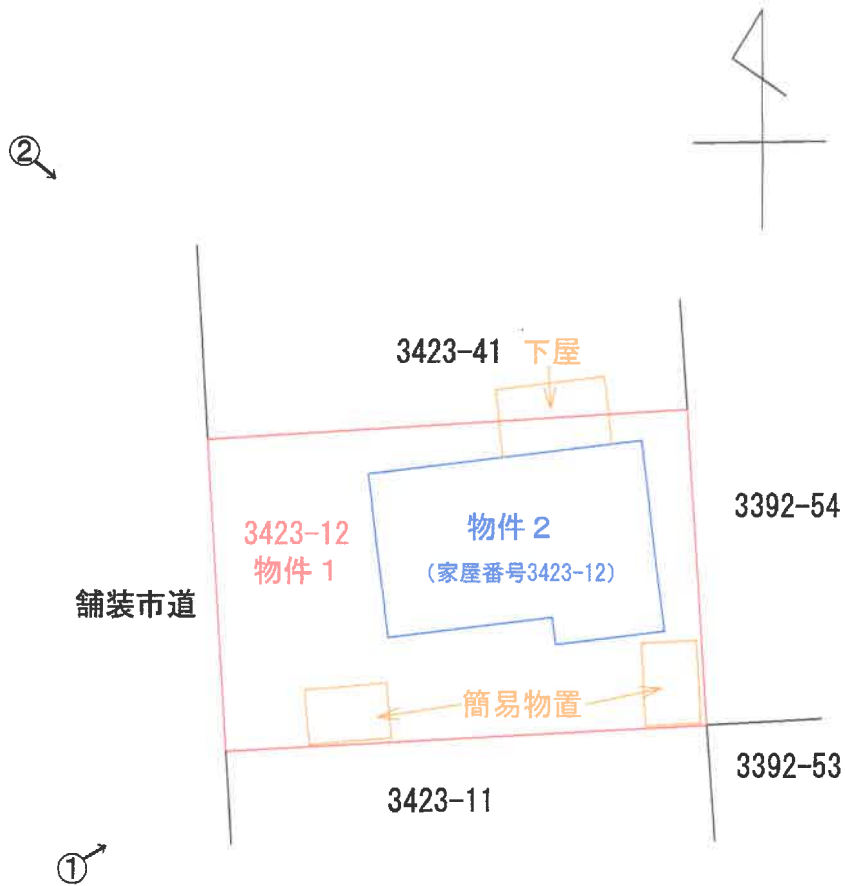 ②
3423-41
下屋
3392-54
3423-12
物件1
物件2
（家屋番号3423-12）
舗装市道
簡易物置
3392-53
3423-11
①